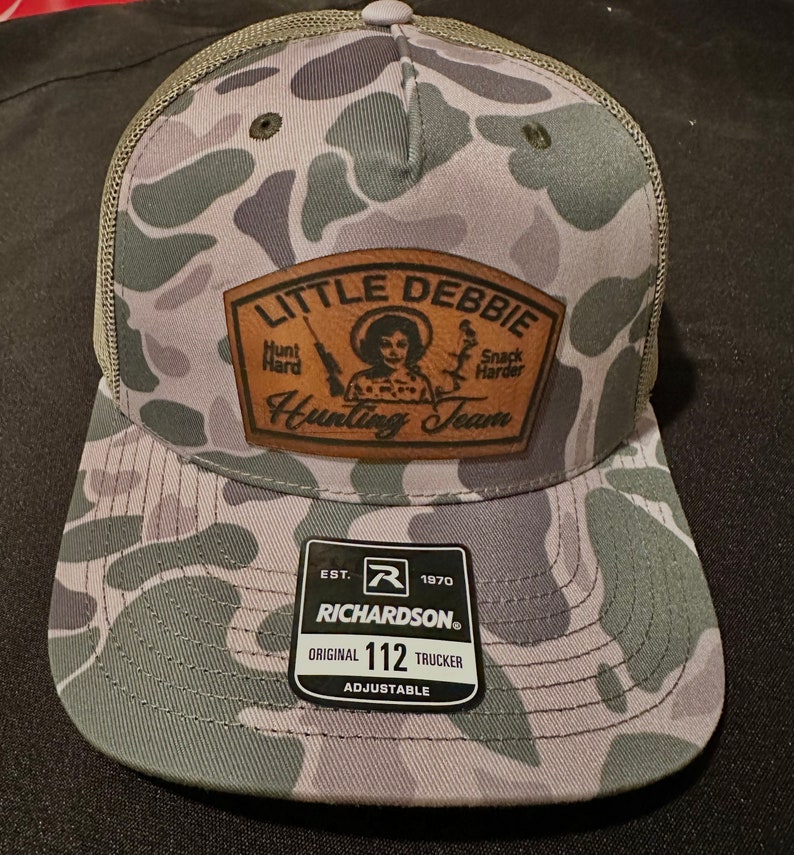 LITTLE DEBBIE
Hunt
Hard
Snack
Harder
Hunting Team
EST. R 1970
RICHARDSON®
ORIGINAL 112 TRUCKER
ADJUSTABLE